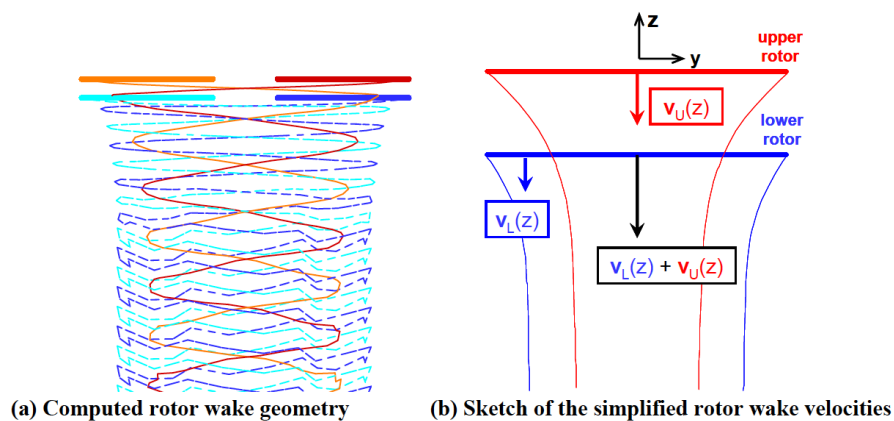 z
y
upper
rotor
v_U(z)
lower
rotor
v_L(z)
v_L(z) + v_U(z)
(a) Computed rotor wake geometry
(b) Sketch of the simplified rotor wake velocities